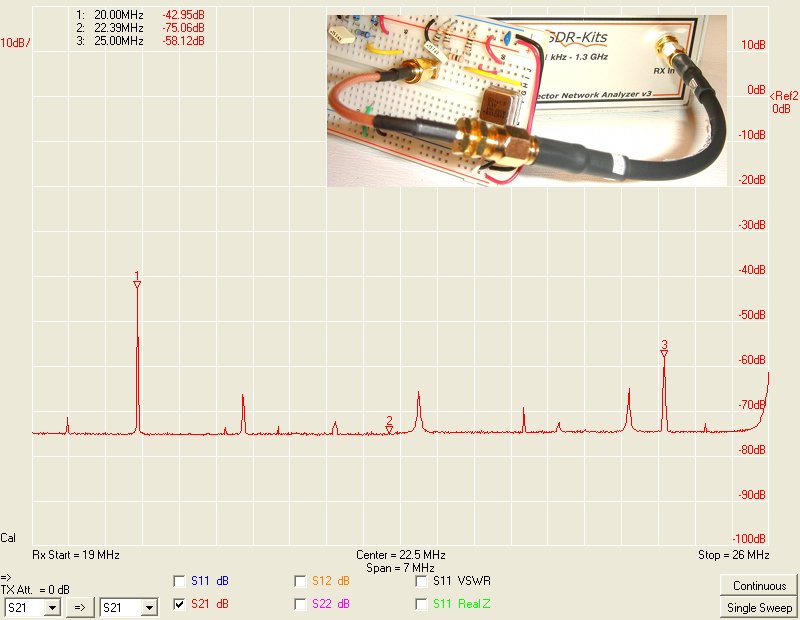 1: 20.00MHz -42.95dB
2: 22.39MHz -75.06dB
3: 25.00MHz -58.12dB
10dB/
SDR-Kits
1 kHz - 1.3 GHz
RX In
ector Network Analyzer v3
10dB
0dB
<Ref2
0dB
-10dB
-20dB
-30dB
-40dB
-50dB
-60dB
-70dB
-80dB
-90dB
-100dB
1
2
3
Cal
Rx Start = 19 MHz
Center = 22.5 MHz
Span = 7 MHz
Stop = 26 MHz
=>
TX Att. = 0 dB
S21
=>
S21
S11 dB
S12 dB
S11 VSWR
S21 dB
S22 dB
S11 RealZ
Continuous
Single Sweep